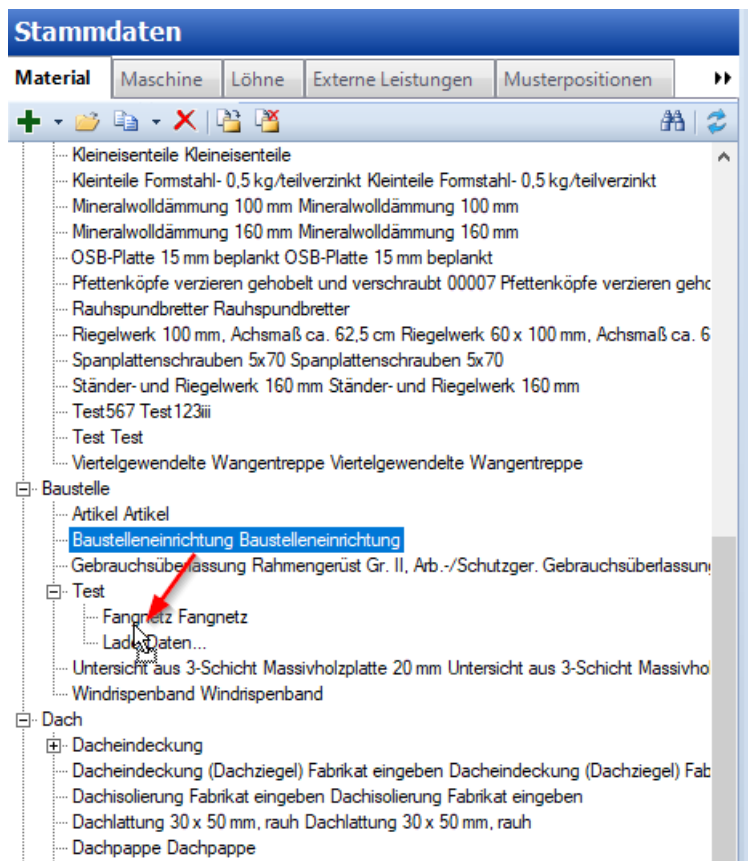 Stammdaten
Material Maschine Löhne Externe Leistungen Musterpositionen
Kleineisenteile Kleineisenteile
Kleinteile Formstahl- 0,5 kg/teilverzinkt Kleinteile Formstahl- 0,5 kg/teilverzinkt
Mineralwolldämmung 100 mm Mineralwolldämmung 100 mm
Mineralwolldämmung 160 mm Mineralwolldämmung 160 mm
OSB-Platte 15 mm beplankt OSB-Platte 15 mm beplankt
Pfettenköpfe verzieren gehobelt und verschraubt 00007 Pfettenköpfe verzieren geho
Rauhspundbretter Rauhspundbretter
Riegelwerk 100 mm, Achsmaß ca. 62,5 cm Riegelwerk 60 x 100 mm, Achsmaß ca. 6
Spanplattenschrauben 5x70 Spanplattenschrauben 5x70
Ständer- und Riegelwerk 160 mm Ständer- und Riegelwerk 160 mm
Test567 Test123iii
Test Test
Viertelgewendelte Wangentreppe Viertelgewendelte Wangentreppe
Baustelle
Artikel Artikel
Baustelleneinrichtung Baustelleneinrichtung
Gebrauchsüberlassung Rahmengerüst Gr. II, Arb.-/Schutzger. Gebrauchsüberlassung
Test
Fangnetz Fangnetz
Lade Daten...
Untersicht aus 3-Schicht Massivholzplatte 20 mm Untersicht aus 3-Schicht Massivhol
Windrispenband Windrispenband
Dach
Dacheindeckung
Dacheindeckung (Dachziegel) Fabrikat eingeben Dacheindeckung (Dachziegel) Fab
Dachisolierung Fabrikat eingeben Dachisolierung Fabrikat eingeben
Dachlattung 30 x 50 mm, rauh Dachlattung 30 x 50 mm, rauh
Dachpappe Dachpappe